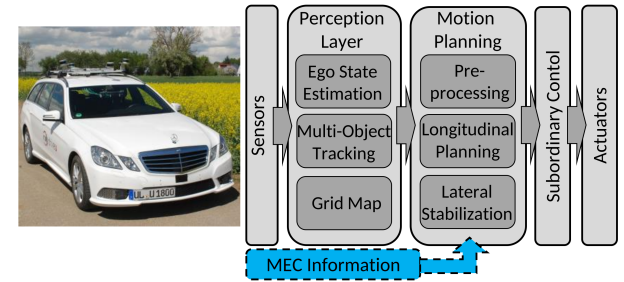 Sensors
Perception
Layer
Ego State
Estimation
Multi-Object
Tracking
Grid Map
Motion
Planning
Pre-
processing
Longitudinal
Planning
Lateral
Stabilization
Subordinary Contol
Actuators
MEC Information
UL U 1800